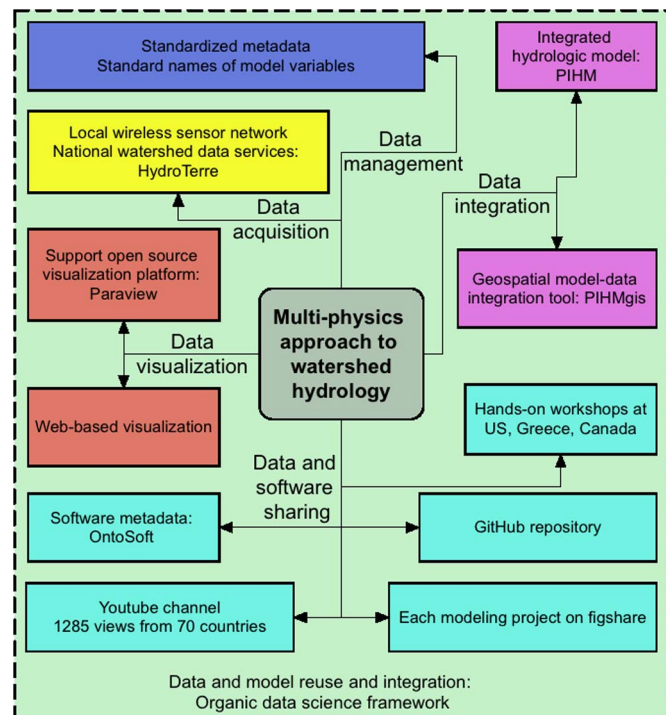 Standardized metadata
Standard names of model variables
Integrated
hydrologic model:
PIHM
Local wireless sensor network
National watershed data services:
HydroTerre
Data
management
Data
integration
Data
acquisition
Support open source
visualization platform:
Paraview
Geospatial model-data
integration tool: PIHMgis
Multi-physics
approach to
watershed
hydrology
Data
visualization
Web-based visualization
Hands-on workshops at
US, Greece, Canada
Data and
software
sharing
Software metadata:
OntoSoft
GitHub repository
Youtube channel
1285 views from 70 countries
Each modeling project on figshare
Data and model reuse and integration:
Organic data science framework